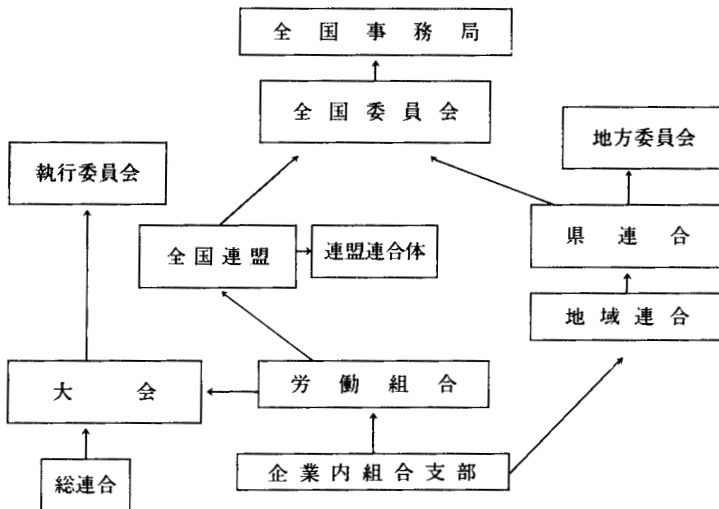 全国事務局
全国委員会
地方委員会
執行委員会
県連合
全国連盟
連盟連合体
地域連合
労働組合
大会
企業内組合支部
総連合